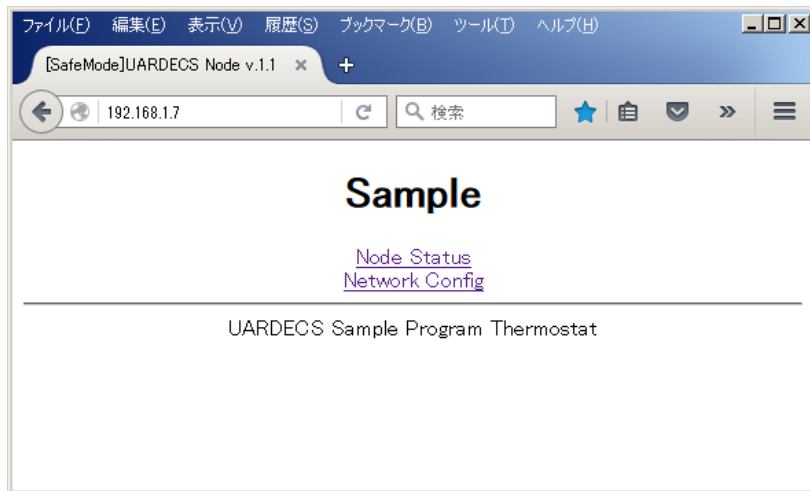 ファイル(F) 編集(E) 表示(V) 履歴(S) ブックマーク(B) ツール(T) ヘルプ(H)
[SafeMode]UARDECS Node v.1.1
192.168.1.7 検索
Sample
Node Status
Network Config
UARDECS Sample Program Thermostat